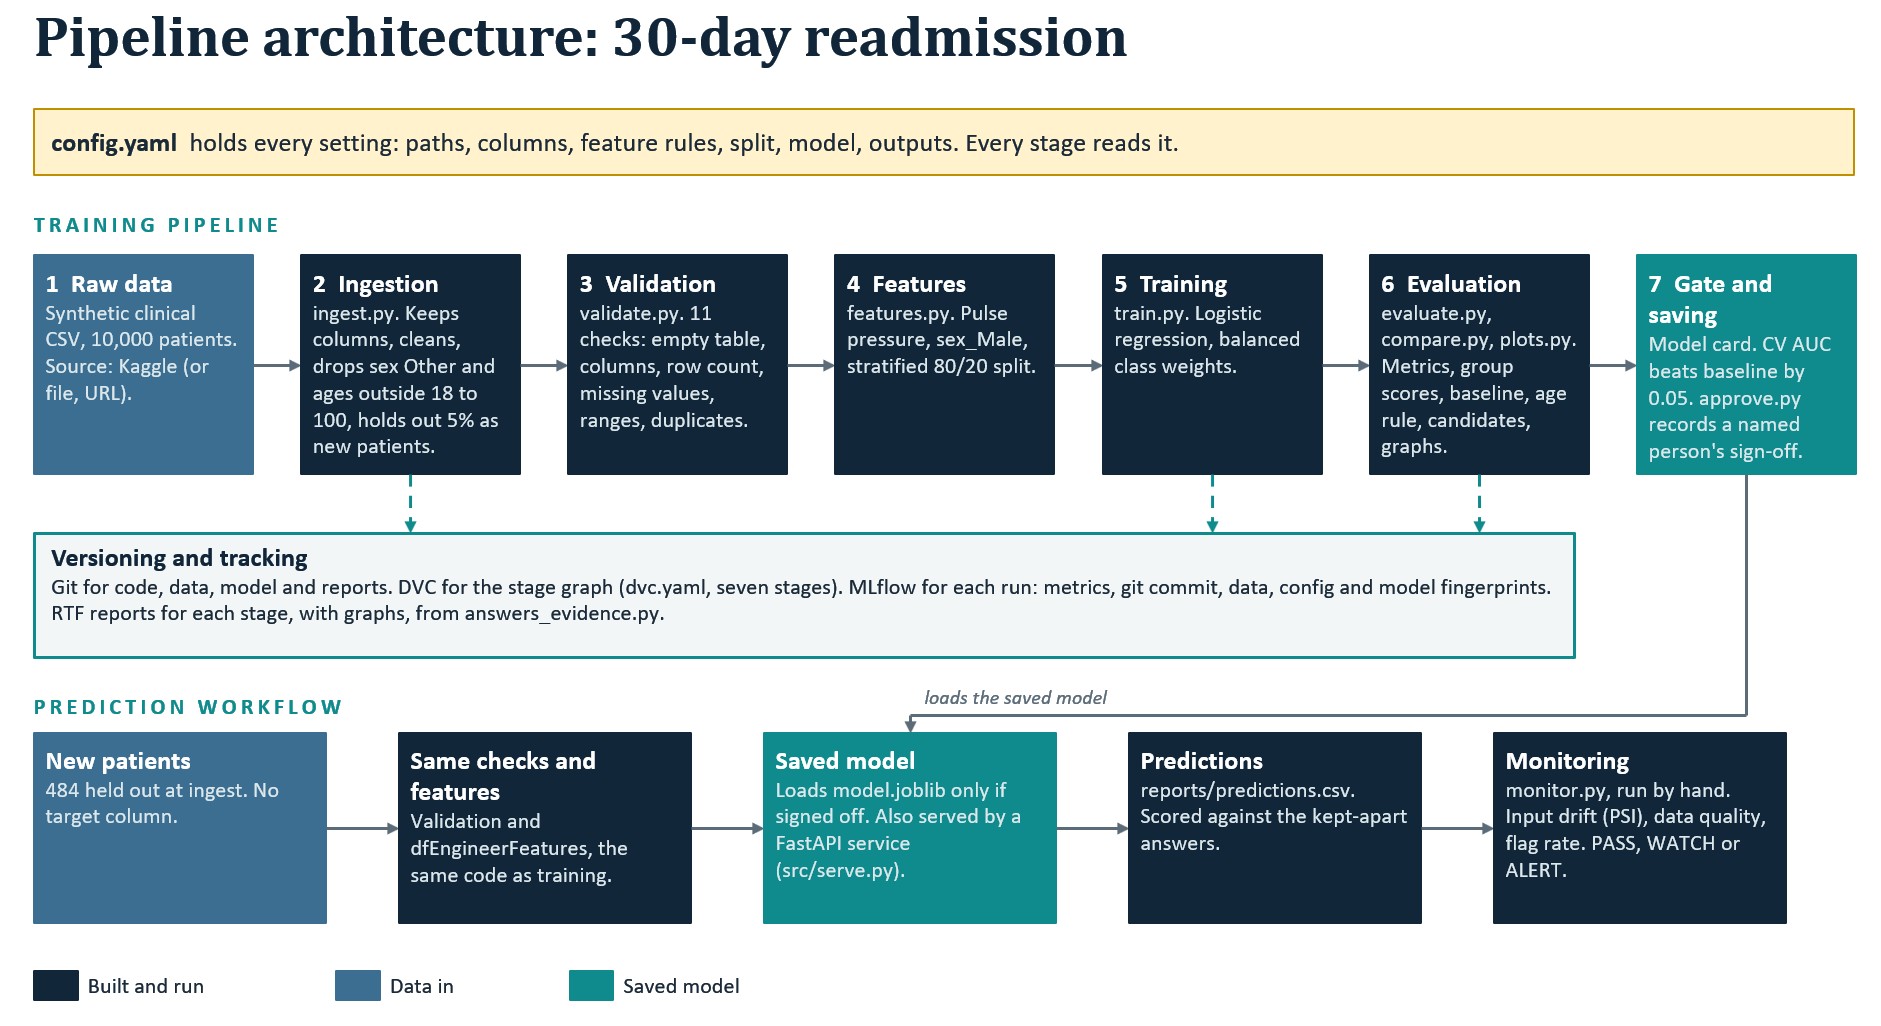 Pipeline architecture: 30-day readmission
config.yaml holds every setting: paths, columns, feature rules, split, model, outputs. Every stage reads it.
TRAINING PIPELINE
1 Raw data
Synthetic clinical
CSV, 10,000 patients.
Source: Kaggle (or
file, URL).
2 Ingestion
ingest.py. Keeps
columns, cleans,
drops sex Other and
ages outside 18 to
100, holds out 5% as
new patients.
3 Validation
validate.py. 11
checks: empty table,
columns, row count,
missing values,
ranges, duplicates.
4 Features
features.py. Pulse
pressure, sex_Male,
stratified 80/20 split.
5 Training
train.py. Logistic
regression, balanced
class weights.
6 Evaluation
evaluate.py,
compare.py, plots.py.
Metrics, group
scores, baseline, age
rule, candidates,
graphs.
7 Gate and
saving
Model card. CV AUC
beats baseline by
0.05. approve.py
records a named
person's sign-off.
Versioning and tracking
Git for code, data, model and reports. DVC for the stage graph (dvc.yaml, seven stages). MLflow for each run: metrics, git commit, data, config and model fingerprints.
RTF reports for each stage, with graphs, from answers_evidence.py.
loads the saved model
PREDICTION WORKFLOW
New patients
484 held out at ingest. No
target column.
Same checks and
features
Validation and
dfEngineerFeatures, the
same code as training.
Saved model
Loads model.joblib only if
signed off. Also served by a
FastAPI service
(src/serve.py).
Predictions
reports/predictions.csv.
Scored against the kept-apart
answers.
Monitoring
monitor.py, run by hand.
Input drift (PSI), data quality,
flag rate. PASS, WATCH or
ALERT.
Built and run
Data in
Saved model